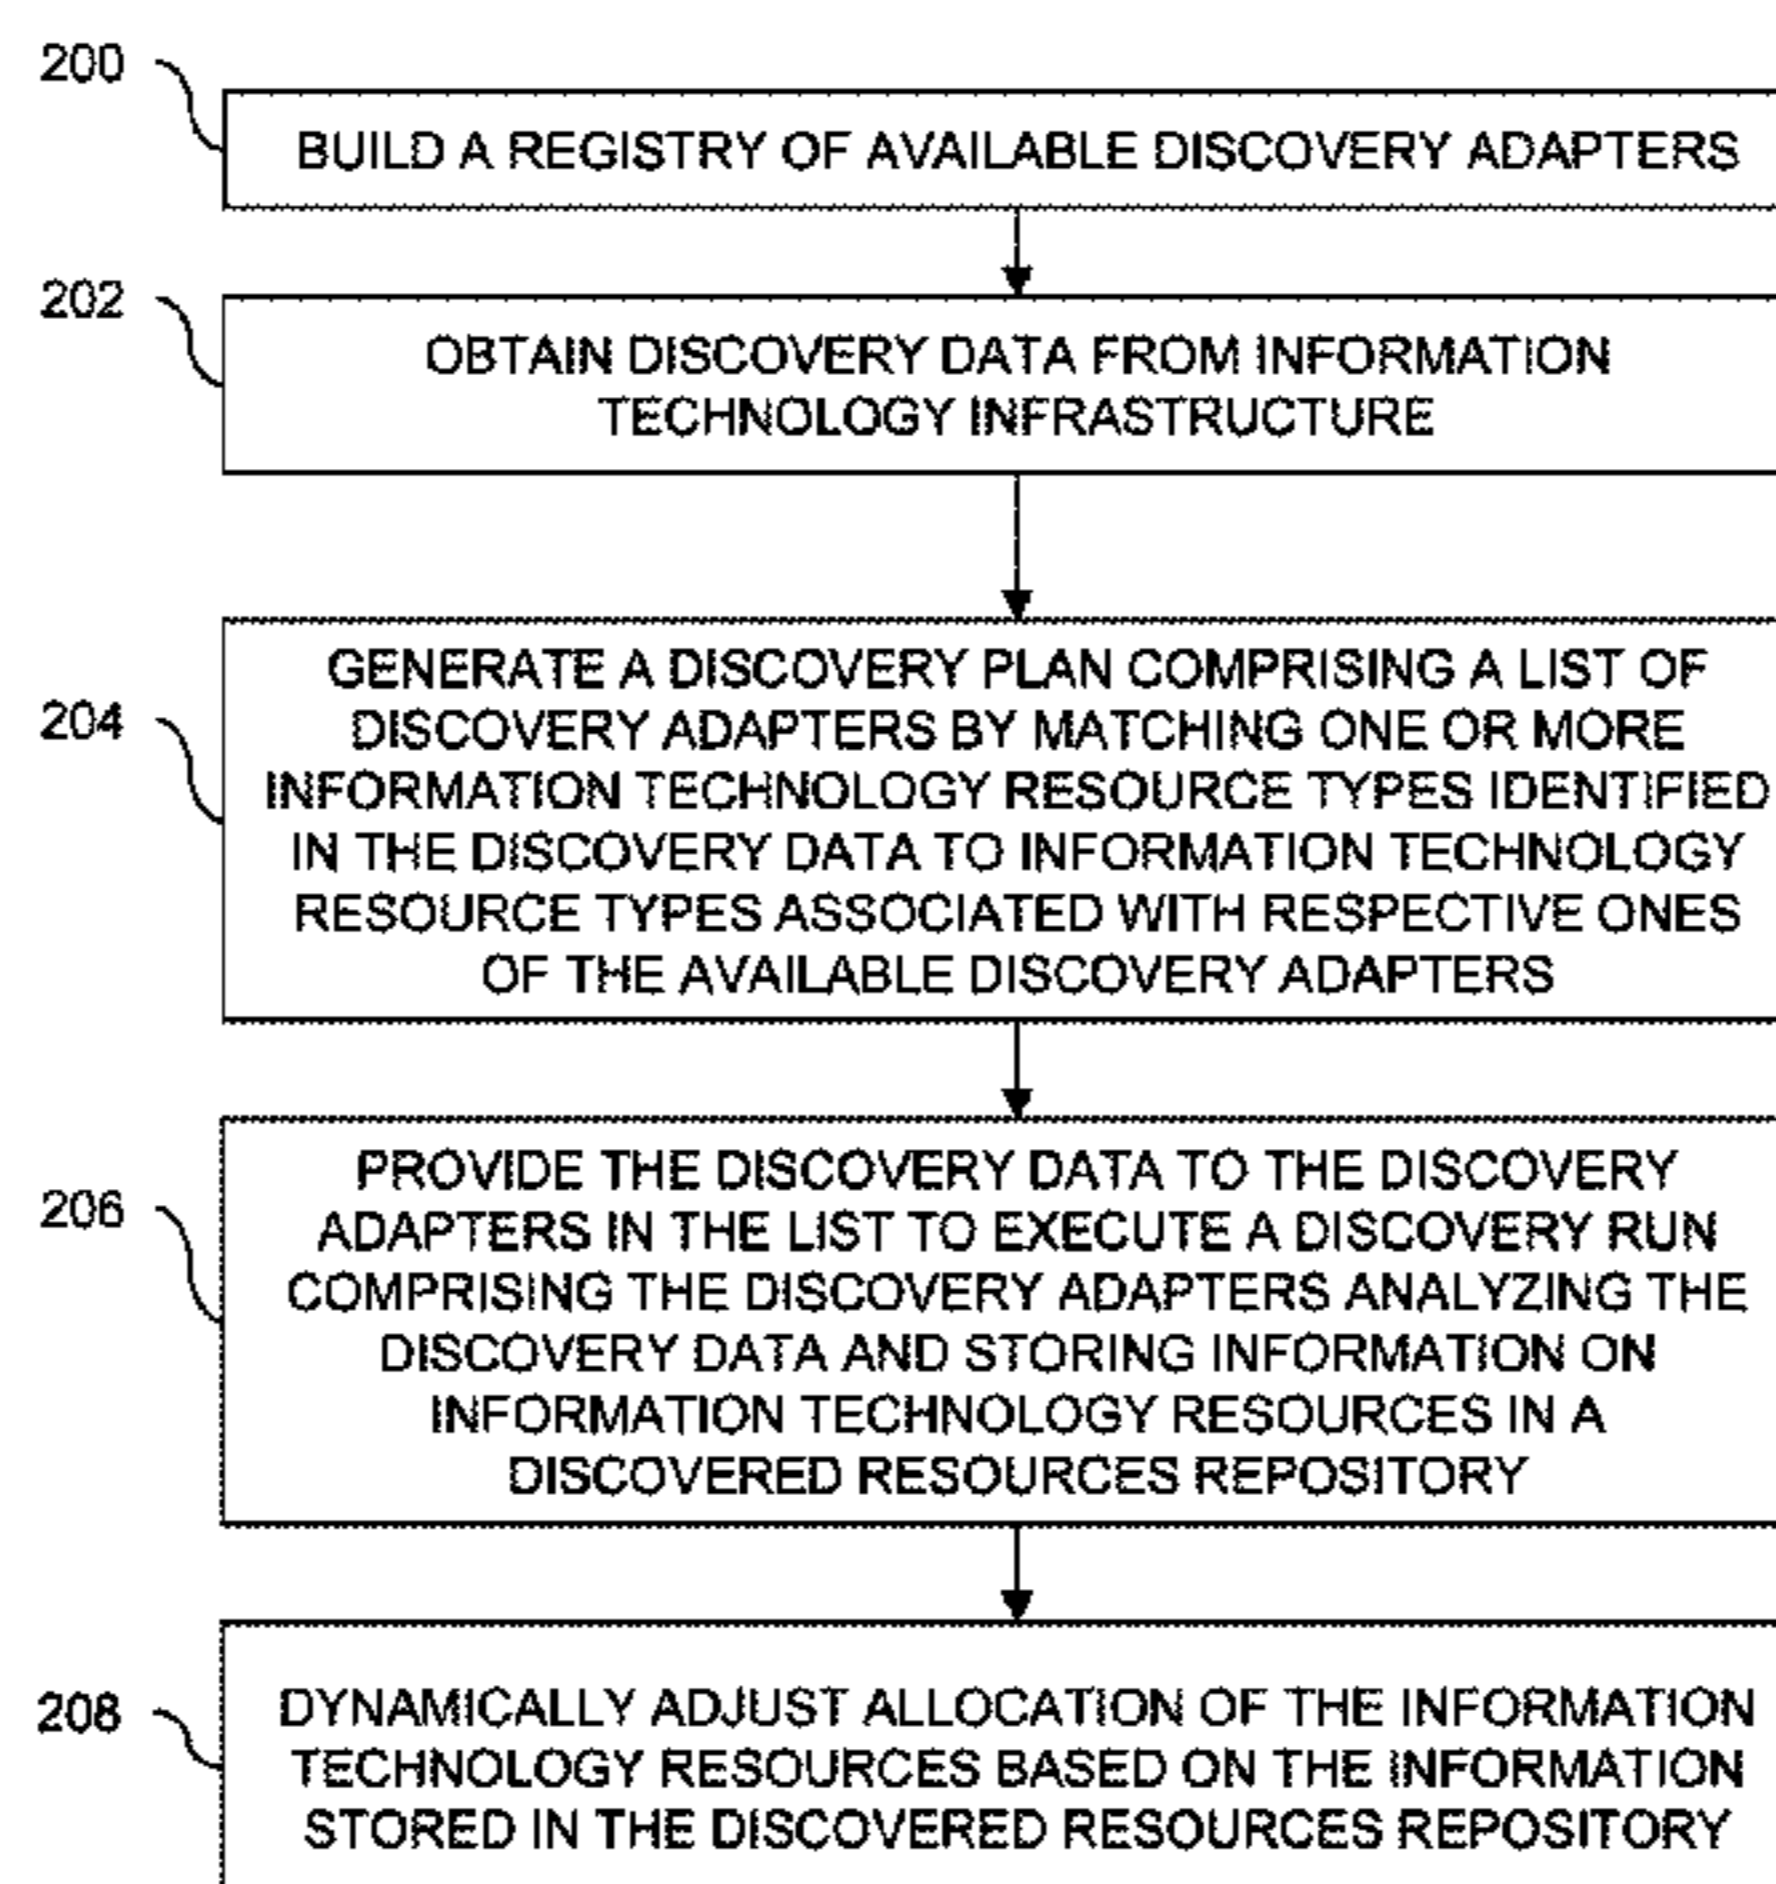 200
BUILD A REGISTRY OF AVAILABLE DISCOVERY ADAPTERS
202
OBTAIN DISCOVERY DATA FROM INFORMATION
TECHNOLOGY INFRASTRUCTURE
204
GENERATE A DISCOVERY PLAN COMPRISING A LIST OF
DISCOVERY ADAPTERS BY MATCHING ONE OR MORE
INFORMATION TECHNOLOGY RESOURCE TYPES IDENTIFIED
IN THE DISCOVERY DATA TO INFORMATION TECHNOLOGY
RESOURCE TYPES ASSOCIATED WITH RESPECTIVE ONES
OF THE AVAILABLE DISCOVERY ADAPTERS
206
PROVIDE THE DISCOVERY DATA TO THE DISCOVERY
ADAPTERS IN THE LIST TO EXECUTE A DISCOVERY RUN
COMPRISING THE DISCOVERY ADAPTERS ANALYZING THE
DISCOVERY DATA AND STORING INFORMATION ON
INFORMATION TECHNOLOGY RESOURCES IN A
DISCOVERED RESOURCES REPOSITORY
208
DYNAMICALLY ADJUST ALLOCATION OF THE INFORMATION
TECHNOLOGY RESOURCES BASED ON THE INFORMATION
STORED IN THE DISCOVERED RESOURCES REPOSITORY